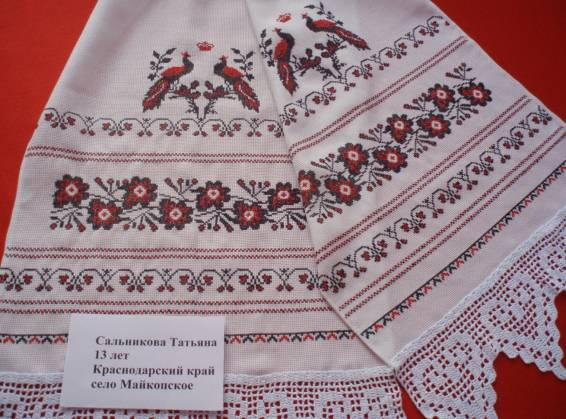 Сальникова Татьяна
13 лет
Краснодарский край
село Майкопское